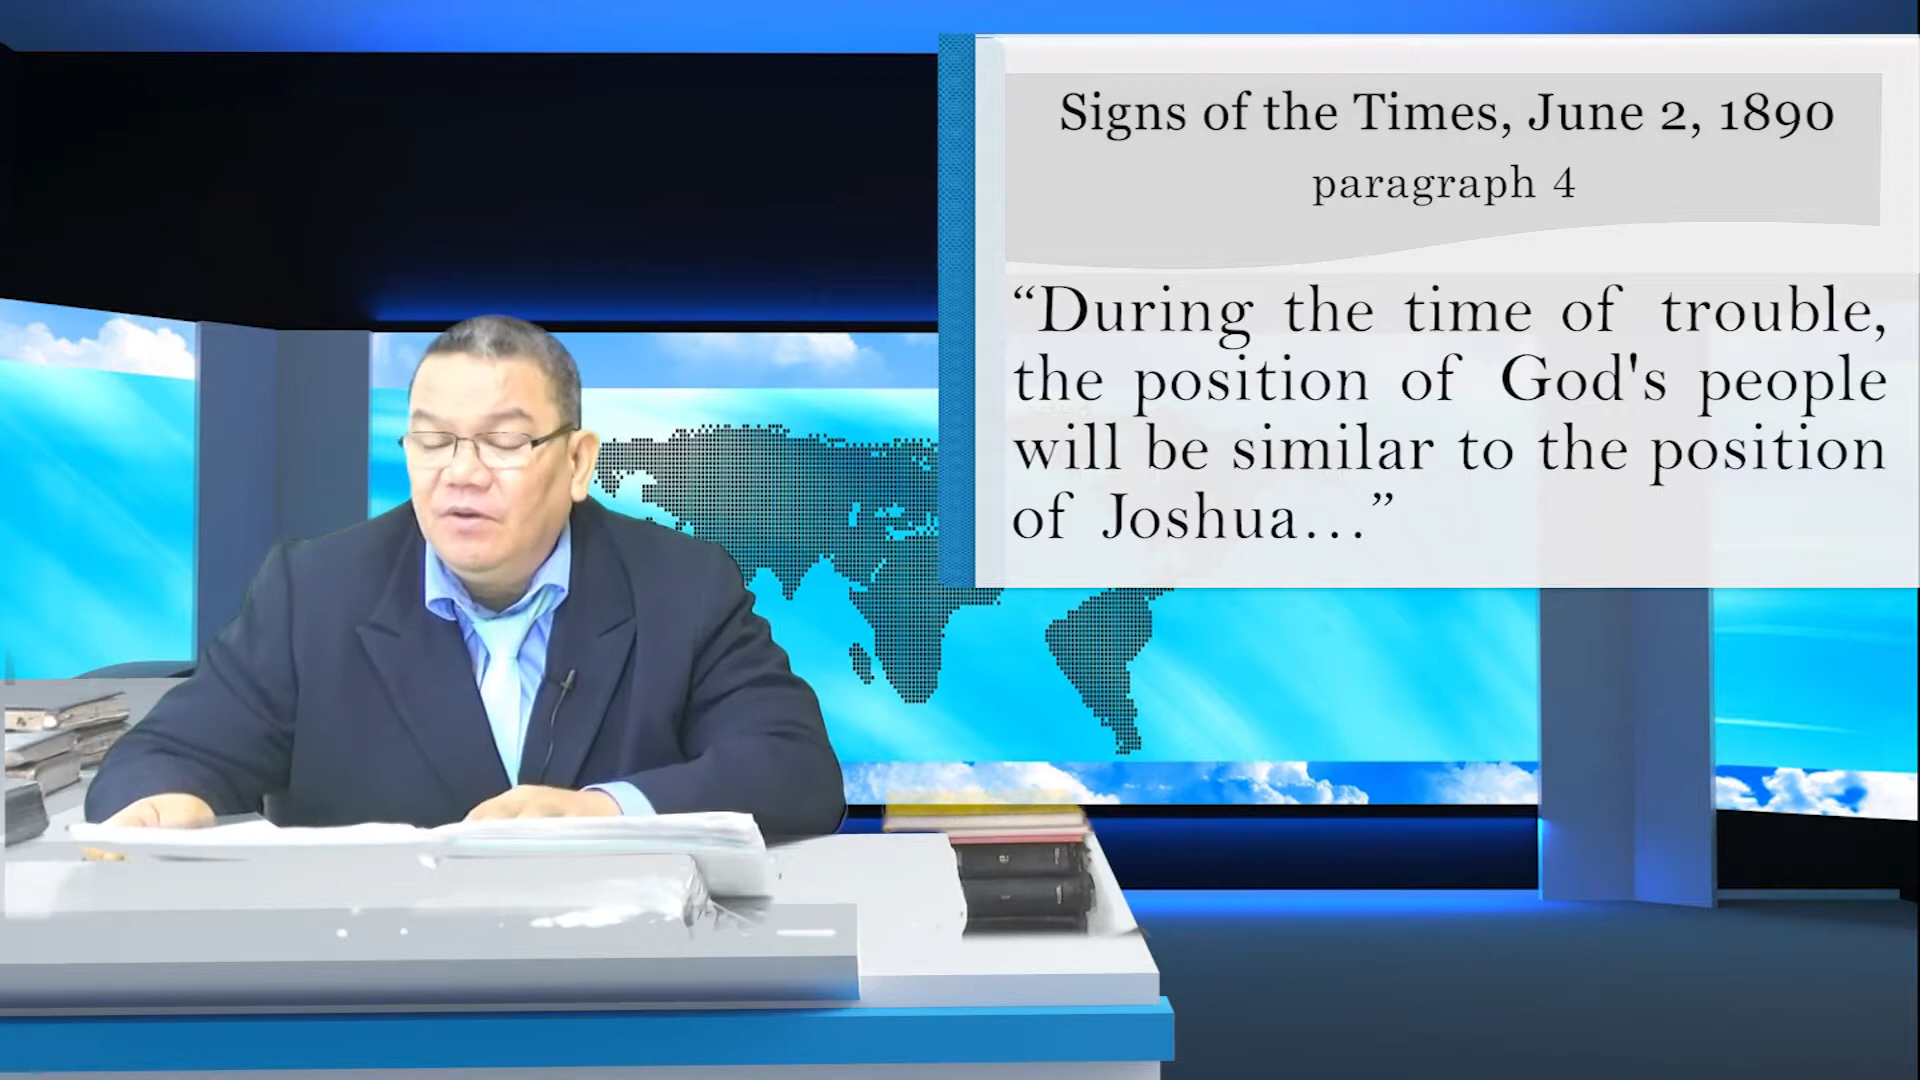 Signs of the Times, June 2, 1890
paragraph 4
“During the time of trouble,
the position of God's people
will be similar to the position
of Joshua…”